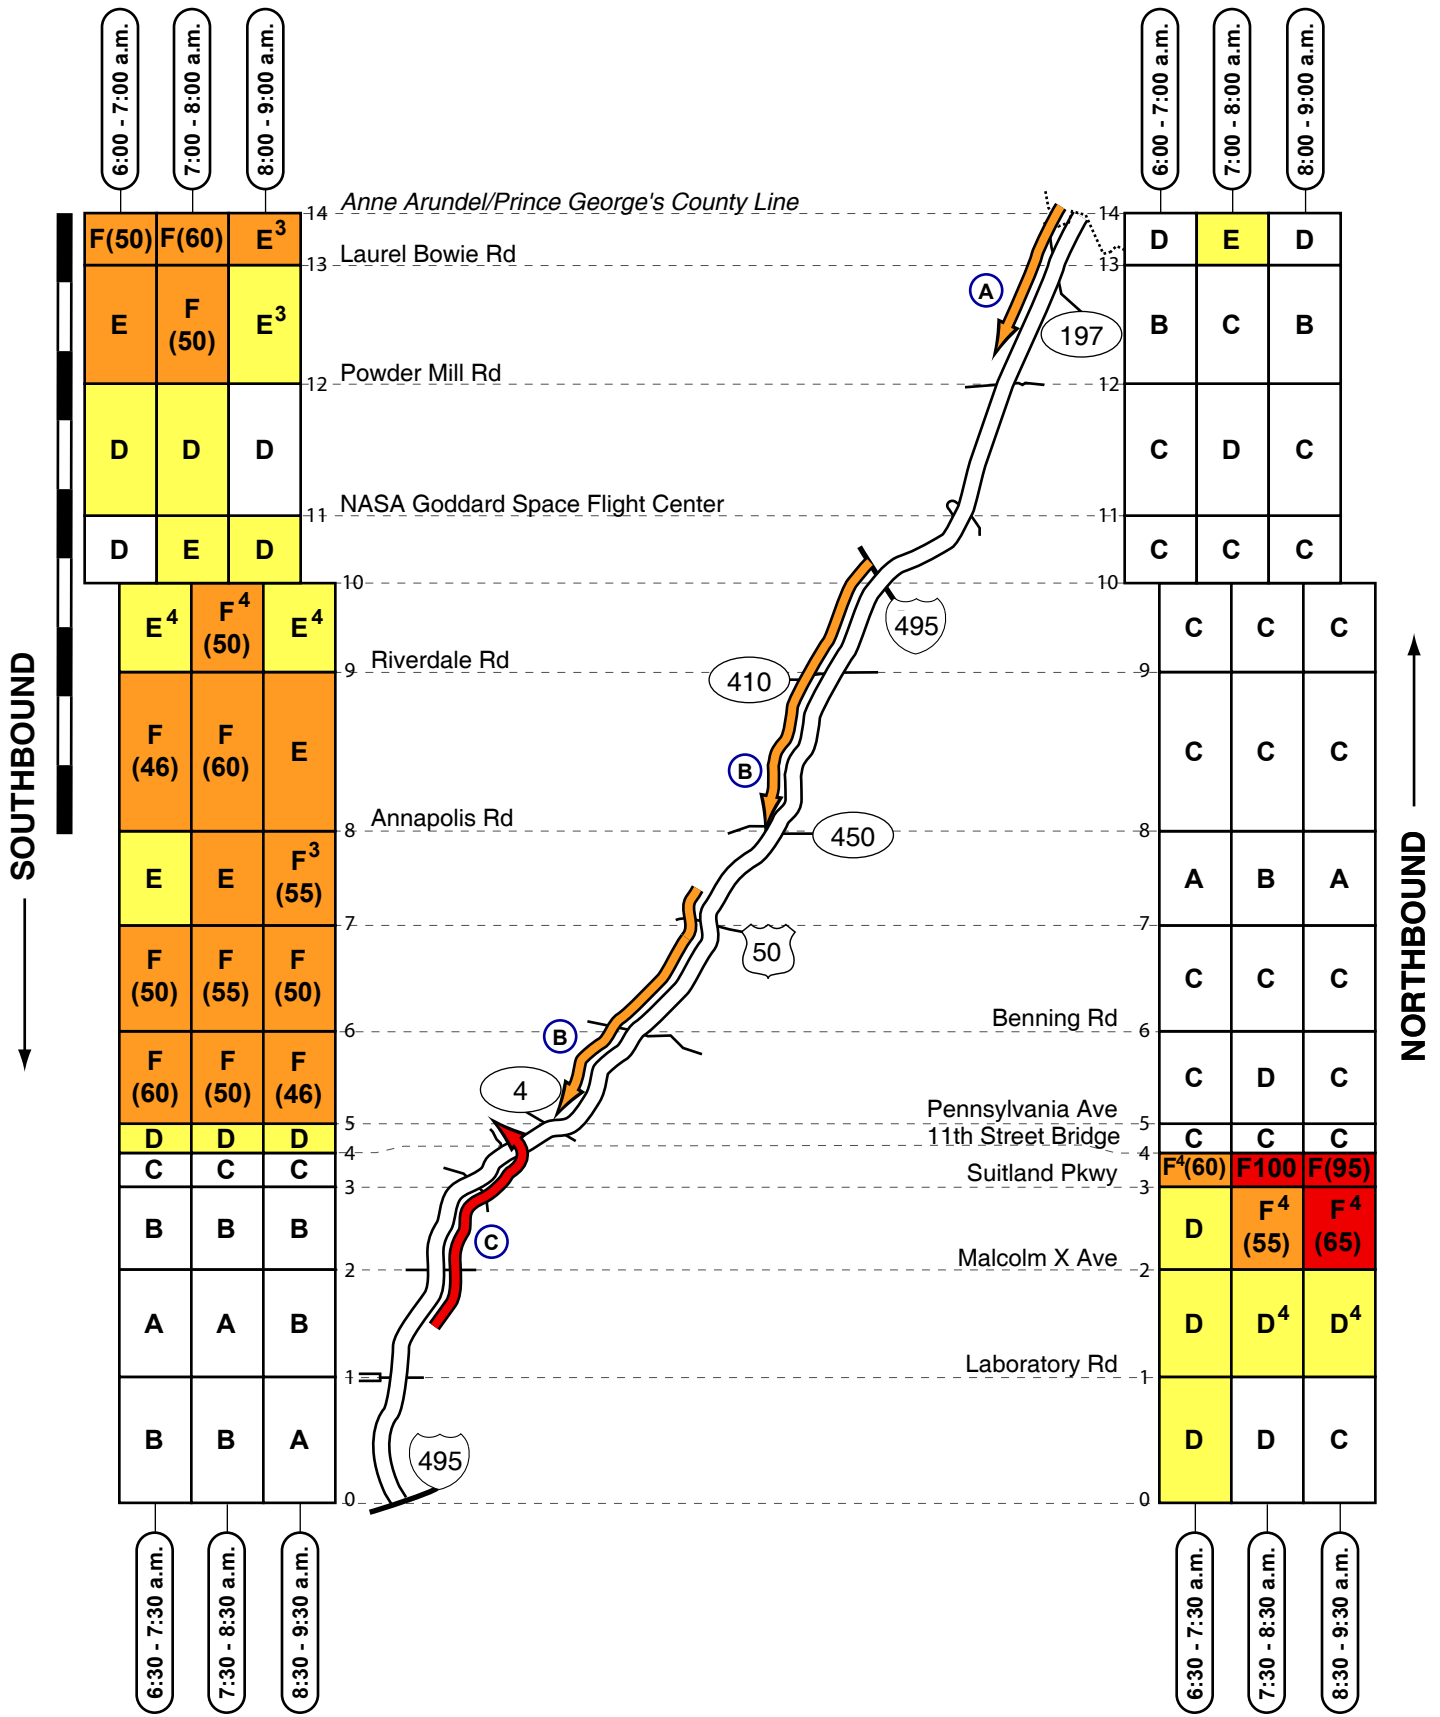 6:00 - 7:00 a.m.
7:00 - 8:00 a.m.
8:00 - 9:00 a.m.
6:00 - 7:00 a.m.
7:00 - 8:00 a.m.
8:00 - 9:00 a.m.
14 Anne Arundel/Prince George's County Line 14
F(50) F(60) E³
D E D
13 Laurel Bowie Rd 13
A
197
E F (50) E³
B C B
12 Powder Mill Rd 12
D D D
C D C
11 NASA Goddard Space Flight Center 11
D E D
C C C
10 10
495
E⁴ F⁴ (50) E⁴
C C C
9 Riverdale Rd 9
410
F (46) F (60) E
C C C
B
8 Annapolis Rd 8
450
E E F³ (55)
A B A
7 7
50
F (50) F (55) F (50)
C C C
6 Benning Rd 6
B
4
F (60) F (50) F (46)
C D C
5 Pennsylvania Ave 5
D D D
C C C
4 11th Street Bridge 4
C C C
F⁴(60) F100 F(95)
3 Suitland Pkwy 3
B B B
D F⁴ (55) F⁴ (65)
C
2 Malcolm X Ave 2
A A B
D D⁴ D⁴
1 Laboratory Rd 1
B B A
D D C
495
0 0
SOUTHBOUND
NORTHBOUND
6:30 - 7:30 a.m.
7:30 - 8:30 a.m.
8:30 - 9:30 a.m.
6:30 - 7:30 a.m.
7:30 - 8:30 a.m.
8:30 - 9:30 a.m.